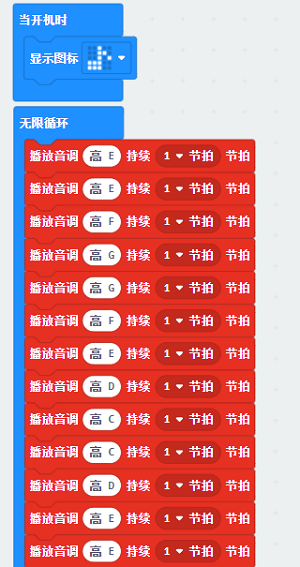 当开机时
显示图标
无限循环
播放音调 高 E 持续 1 节拍 节拍
播放音调 高 E 持续 1 节拍 节拍
播放音调 高 F 持续 1 节拍 节拍
播放音调 高 G 持续 1 节拍 节拍
播放音调 高 G 持续 1 节拍 节拍
播放音调 高 F 持续 1 节拍 节拍
播放音调 高 E 持续 1 节拍 节拍
播放音调 高 D 持续 1 节拍 节拍
播放音调 高 C 持续 1 节拍 节拍
播放音调 高 C 持续 1 节拍 节拍
播放音调 高 D 持续 1 节拍 节拍
播放音调 高 E 持续 1 节拍 节拍
播放音调 高 E 持续 1 节拍 节拍